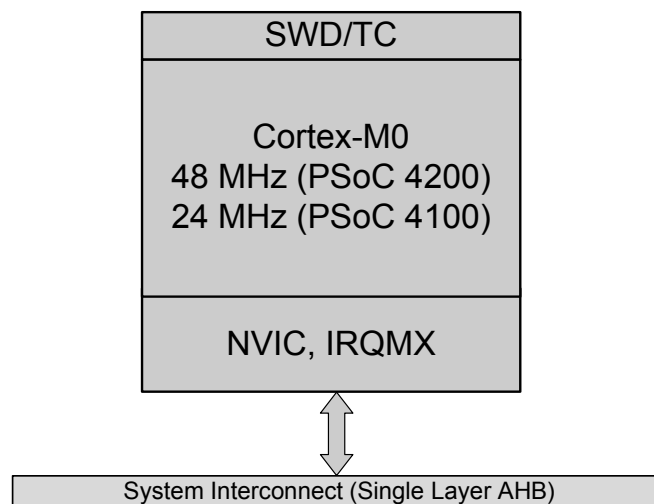 SWD/TC
Cortex-M0
48 MHz (PSoC 4200)
24 MHz (PSoC 4100)
NVIC, IRQMX
System Interconnect (Single Layer AHB)